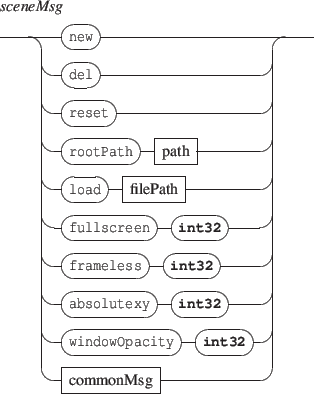 sceneMsg
new
del
reset
rootPath path
load filePath
fullscreen int32
frameless int32
absolutexy int32
windowOpacity int32
commonMsg